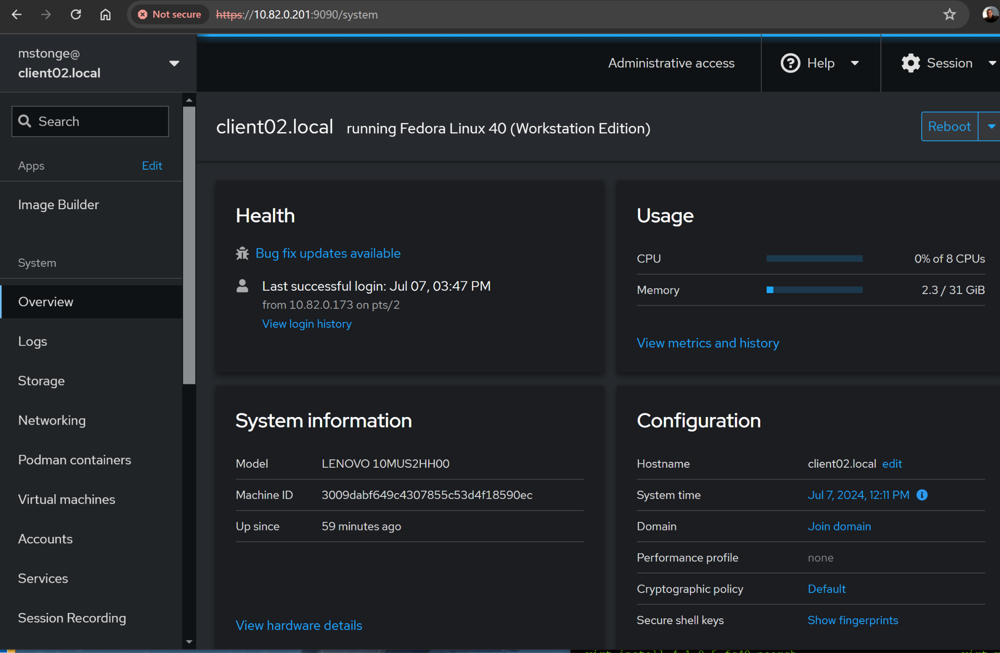 Not secure
https://10.82.0.201:9090/system
mstonge@
client02.local
Administrative access
Help
Session
Search
client02.local running Fedora Linux 40 (Workstation Edition)
Reboot
Apps
Edit
Image Builder
System
Overview
Logs
Storage
Networking
Podman containers
Virtual machines
Accounts
Services
Session Recording
Health
Bug fix updates available
Last successful login: Jul 07, 03:47 PM
from 10.82.0.173 on pts/2
View login history
Usage
CPU 0% of 8 CPUs
Memory 2.3 / 31 GiB
View metrics and history
System information
Model LENOVO 10MUS2HH00
Machine ID 3009dabf649c4307855c53d4f18590ec
Up since 59 minutes ago
View hardware details
Configuration
Hostname client02.local edit
System time Jul 7, 2024, 12:11 PM
Domain Join domain
Performance profile none
Cryptographic policy Default
Secure shell keys Show fingerprints